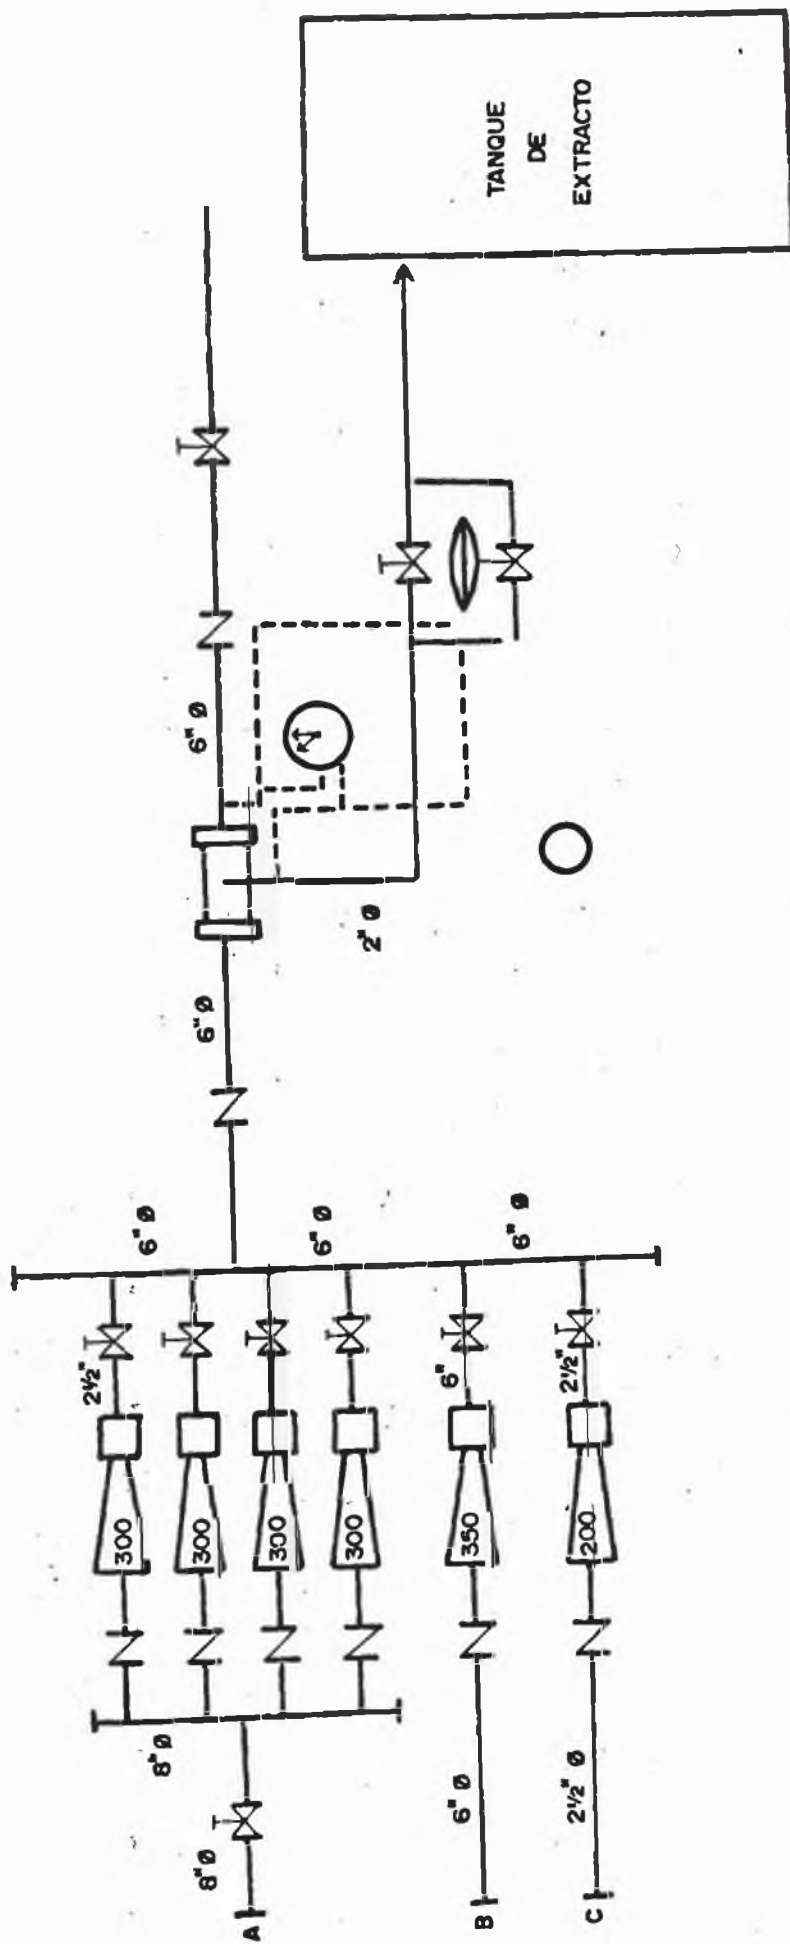 TANQUE
DE
EXTRACTO
6" Ø
6" Ø
2" Ø
6" Ø
6" Ø
6" Ø
2½"
6"
2½"
300
300
300
300
350
200
8" Ø
8" Ø
6" Ø
2½" Ø
A
B
C